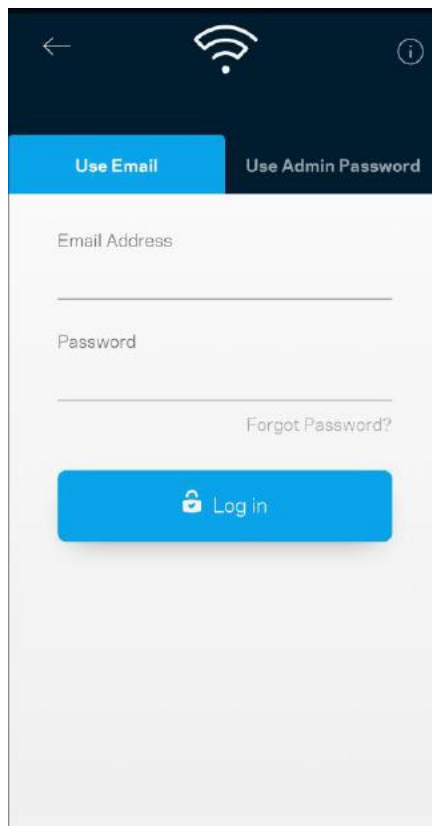 Use Email
Use Admin Password
Email Address
Password
Forgot Password?
Log in